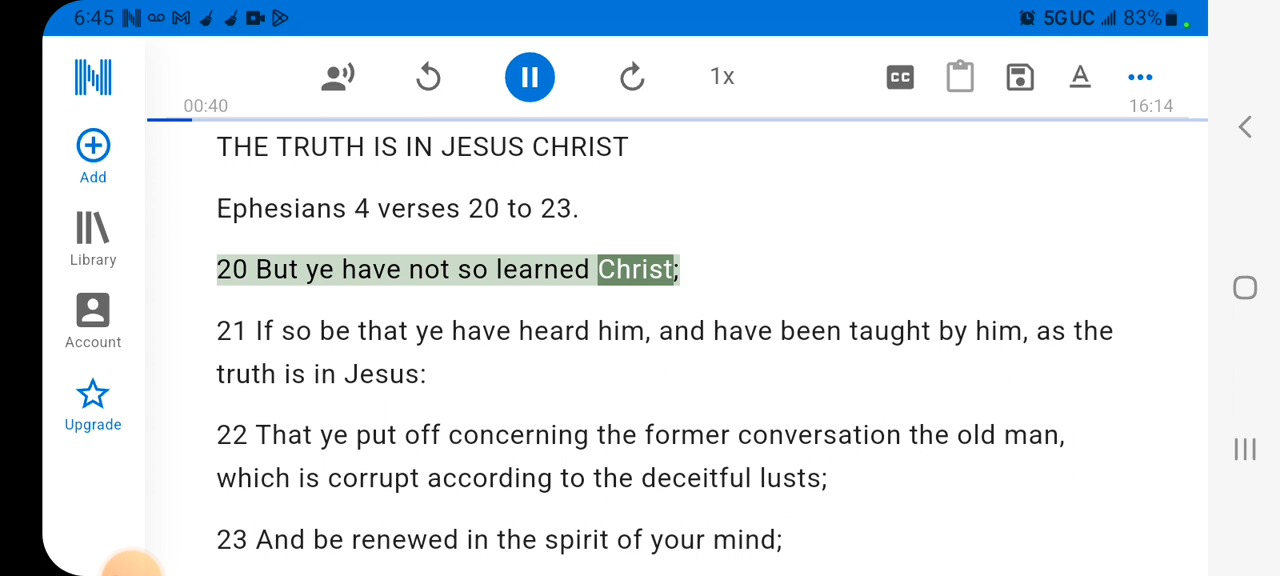 6:45
5G UC
83%
CC
1x
00:40
16:14
Add
Library
Account
Upgrade
THE TRUTH IS IN JESUS CHRIST
Ephesians 4 verses 20 to 23.
20 But ye have not so learned Christ;
21 If so be that ye have heard him, and have been taught by him, as the
truth is in Jesus:
22 That ye put off concerning the former conversation the old man,
which is corrupt according to the deceitful lusts;
23 And be renewed in the spirit of your mind;